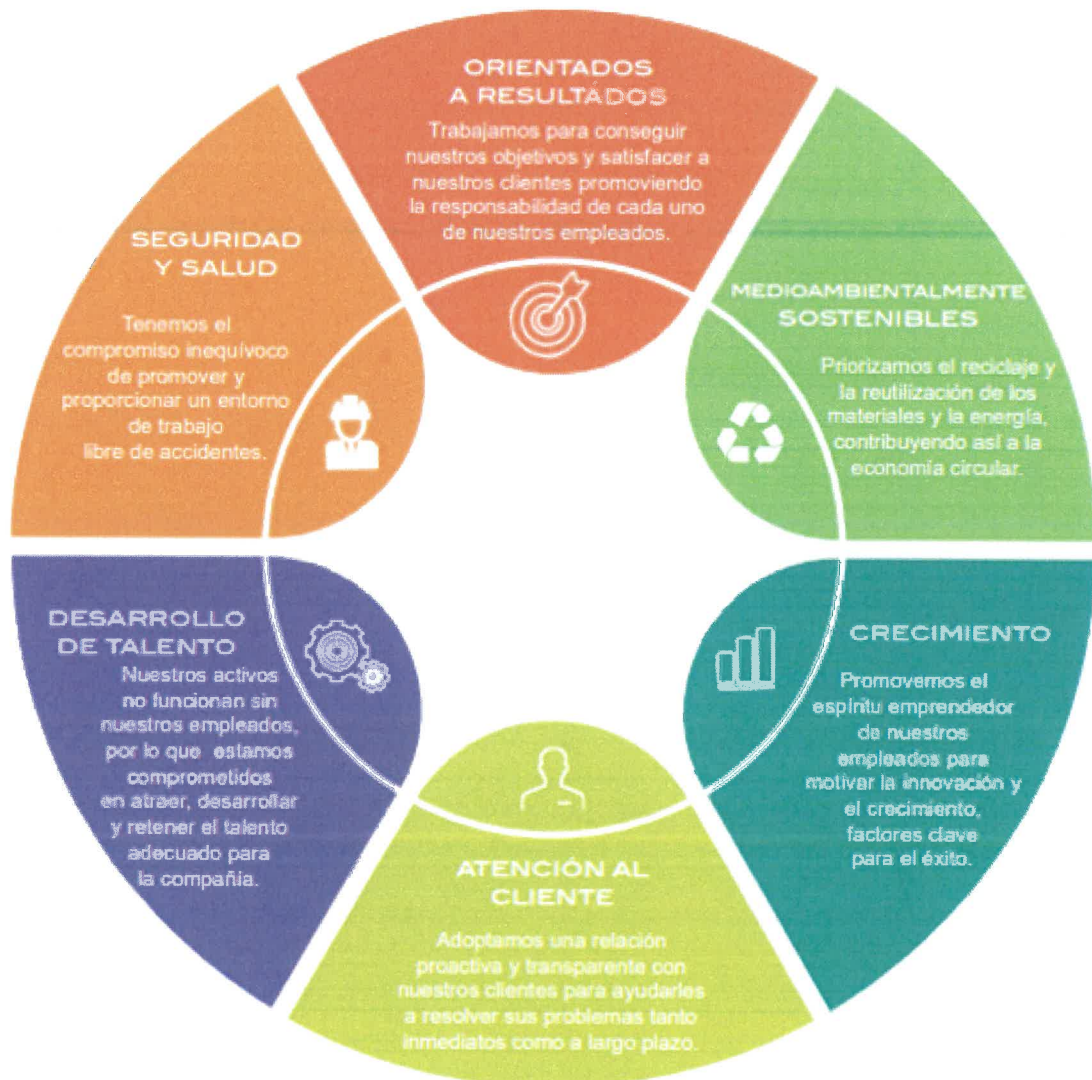 ORIENTADOS
A RESULTÁDOS
Trabajamos para conseguir
nuestros objetivos y satisfacer a
nuestros clientes promoviendo
la responsabilidad de cada uno
de nuestros empleados.
MEDIOAMBIENTALMENTE
SOSTENIBLES
Priorizamos el reciclaje y
la reutilización de los
materiales y la energía,
contribuyendo así a la
economía circular.
CRECIMIENTO
Promovemos el
espíritu emprendedor
de nuestros
empleados para
motivar la innovación y
el crecimiento,
factores clave
para el éxito.
ATENCIÓN AL
CLIENTE
Adoptamos una relación
proactiva y transparente con
nuestros clientes para ayudarles
a resolver sus problemas tanto
inmediatos como a largo plazo.
DESARROLLO
DE TALENTO
Nuestros activos
no funcionan sin
nuestros empleados,
por lo que estamos
comprometidos
en atraer, desarrollar
y retener el talento
adecuado para
la compañía.
SEGURIDAD
Y SALUD
Tenemos el
compromiso inequívoco
de promover y
proporcionar un entorno
de trabajo
libre de accidentes.